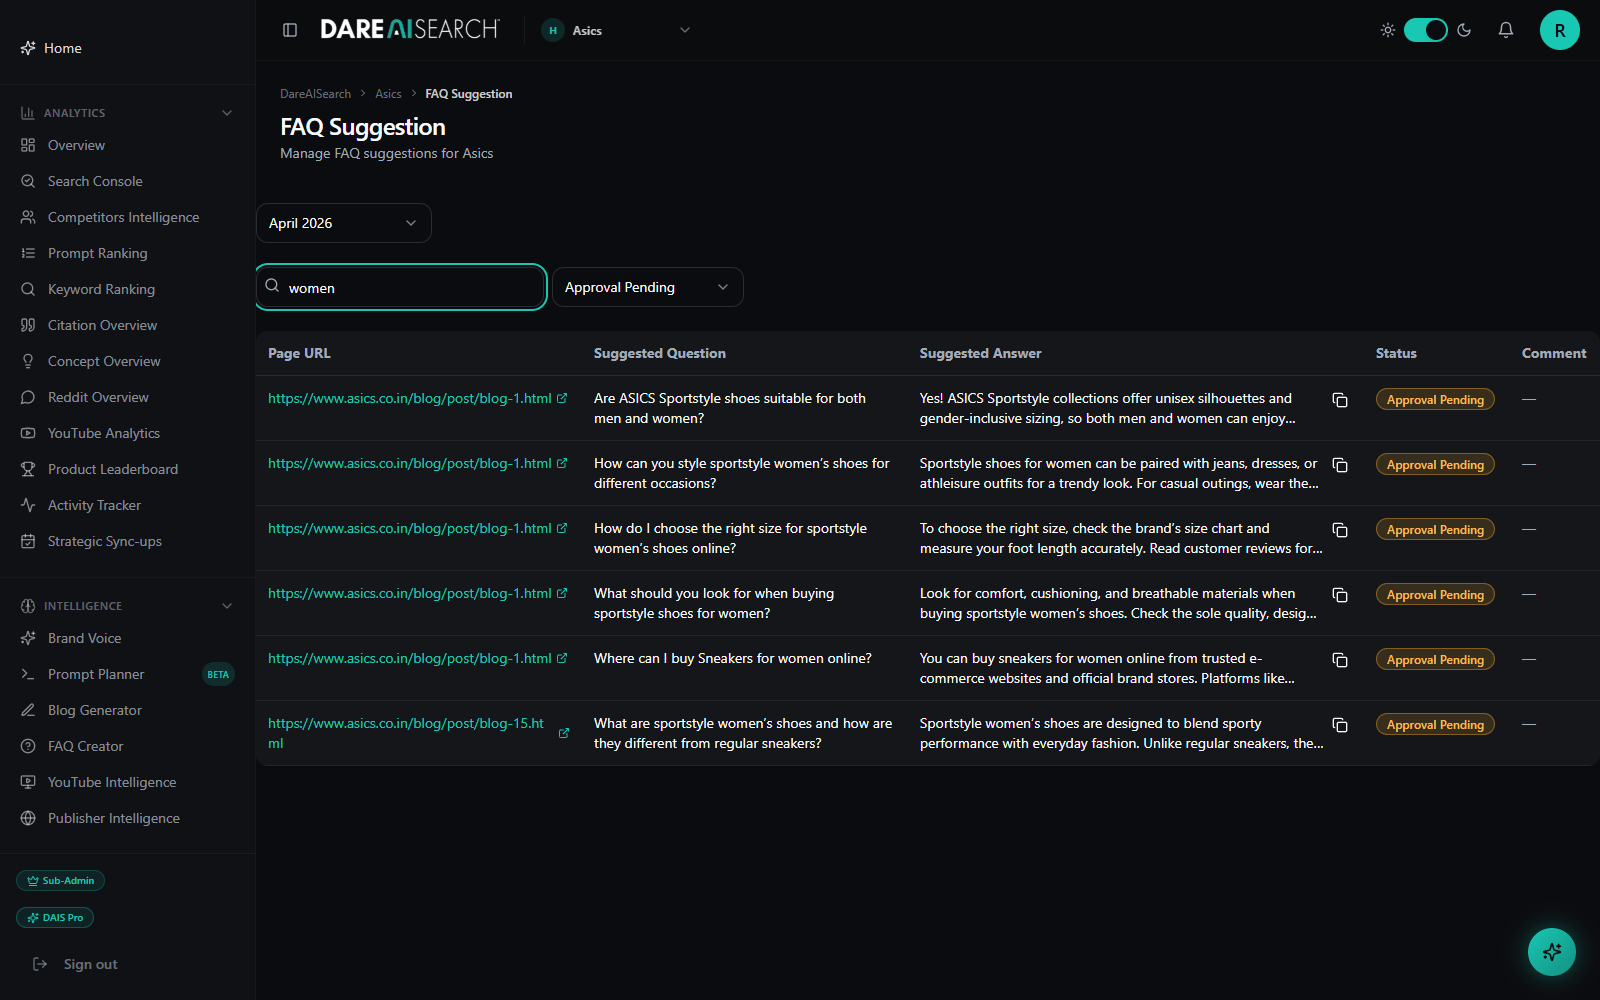 Home
ANALYTICS
Overview
Search Console
Competitors Intelligence
Prompt Ranking
Keyword Ranking
Citation Overview
Concept Overview
Reddit Overview
YouTube Analytics
Product Leaderboard
Activity Tracker
Strategic Sync-ups
INTELLIGENCE
Brand Voice
Prompt Planner BETA
Blog Generator
FAQ Creator
YouTube Intelligence
Publisher Intelligence
Sub-Admin
DAIS Pro
Sign out
DARE AI SEARCH
H Asics
R
DareAISearch > Asics > FAQ Suggestion
FAQ Suggestion
Manage FAQ suggestions for Asics
April 2026
women
Approval Pending
Page URL Suggested Question Suggested Answer Status Comment
https://www.asics.co.in/blog/post/blog-1.html Are ASICS Sportstyle shoes suitable for both Yes! ASICS Sportstyle collections offer unisex silhouettes and Approval Pending —
men and women? gender-inclusive sizing, so both men and women can enjoy...
https://www.asics.co.in/blog/post/blog-1.html How can you style sportstyle women’s shoes for Sportstyle shoes for women can be paired with jeans, dresses, or Approval Pending —
different occasions? athleisure outfits for a trendy look. For casual outings, wear the...
https://www.asics.co.in/blog/post/blog-1.html How do I choose the right size for sportstyle To choose the right size, check the brand’s size chart and Approval Pending —
women’s shoes online? measure your foot length accurately. Read customer reviews for...
https://www.asics.co.in/blog/post/blog-1.html What should you look for when buying Look for comfort, cushioning, and breathable materials when Approval Pending —
sportstyle shoes for women? buying sportstyle women’s shoes. Check the sole quality, desig...
https://www.asics.co.in/blog/post/blog-1.html Where can I buy Sneakers for women online? You can buy sneakers for women online from trusted e- Approval Pending —
commerce websites and official brand stores. Platforms like...
https://www.asics.co.in/blog/post/blog-15.ht What are sportstyle women’s shoes and how are Sportstyle women’s shoes are designed to blend sporty Approval Pending —
ml they different from regular sneakers? performance with everyday fashion. Unlike regular sneakers, the...